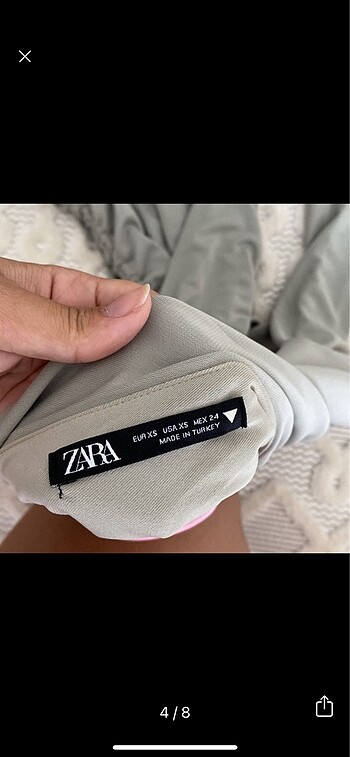 ZARA
EUR XS USA XS MEX 24
MADE IN TURKEY
4 / 8